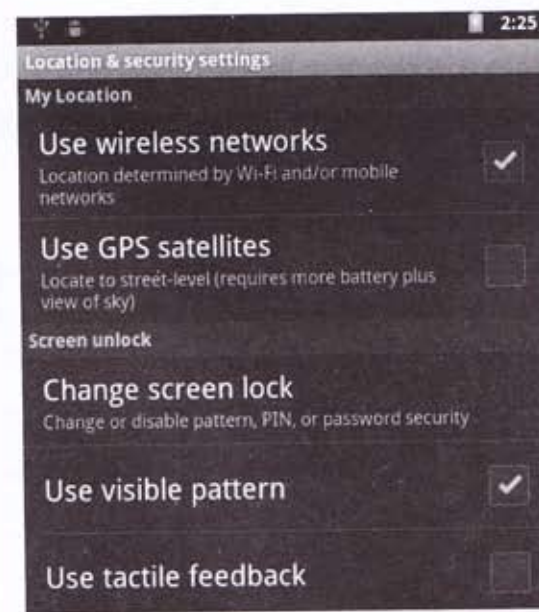 2:25
Location & security settings
My Location
Use wireless networks
Location determined by Wi-Fi and/or mobile
networks
Use GPS satellites
Locate to street-level (requires more battery plus
view of sky)
Screen unlock
Change screen lock
Change or disable pattern, PIN, or password security
Use visible pattern
Use tactile feedback